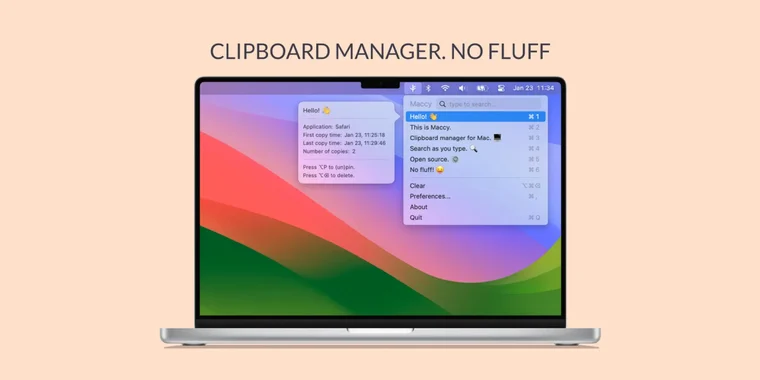 CLIPBOARD MANAGER. NO FLUFF
Jan 23 11:34
Maccy type to search...
Hello! 👋 ⌘ 1
This is Maccy. ⌘ 2
Clipboard manager for Mac. 🖥️ ⌘ 3
Search as you type. 🔍 ⌘ 4
Open source. ⌘ 5
No fluff! ⌘ 6
Clear ⌥⌘⌫
Preferences... ⌘ ,
About
Quit ⌘ Q
Hello! 👋
Application: Safari
First copy time: Jan 23, 11:25:18
Last copy time: Jan 23, 11:29:46
Number of copies: 2
Press ⌥P to (un)pin.
Press ⌥⌫ to delete.